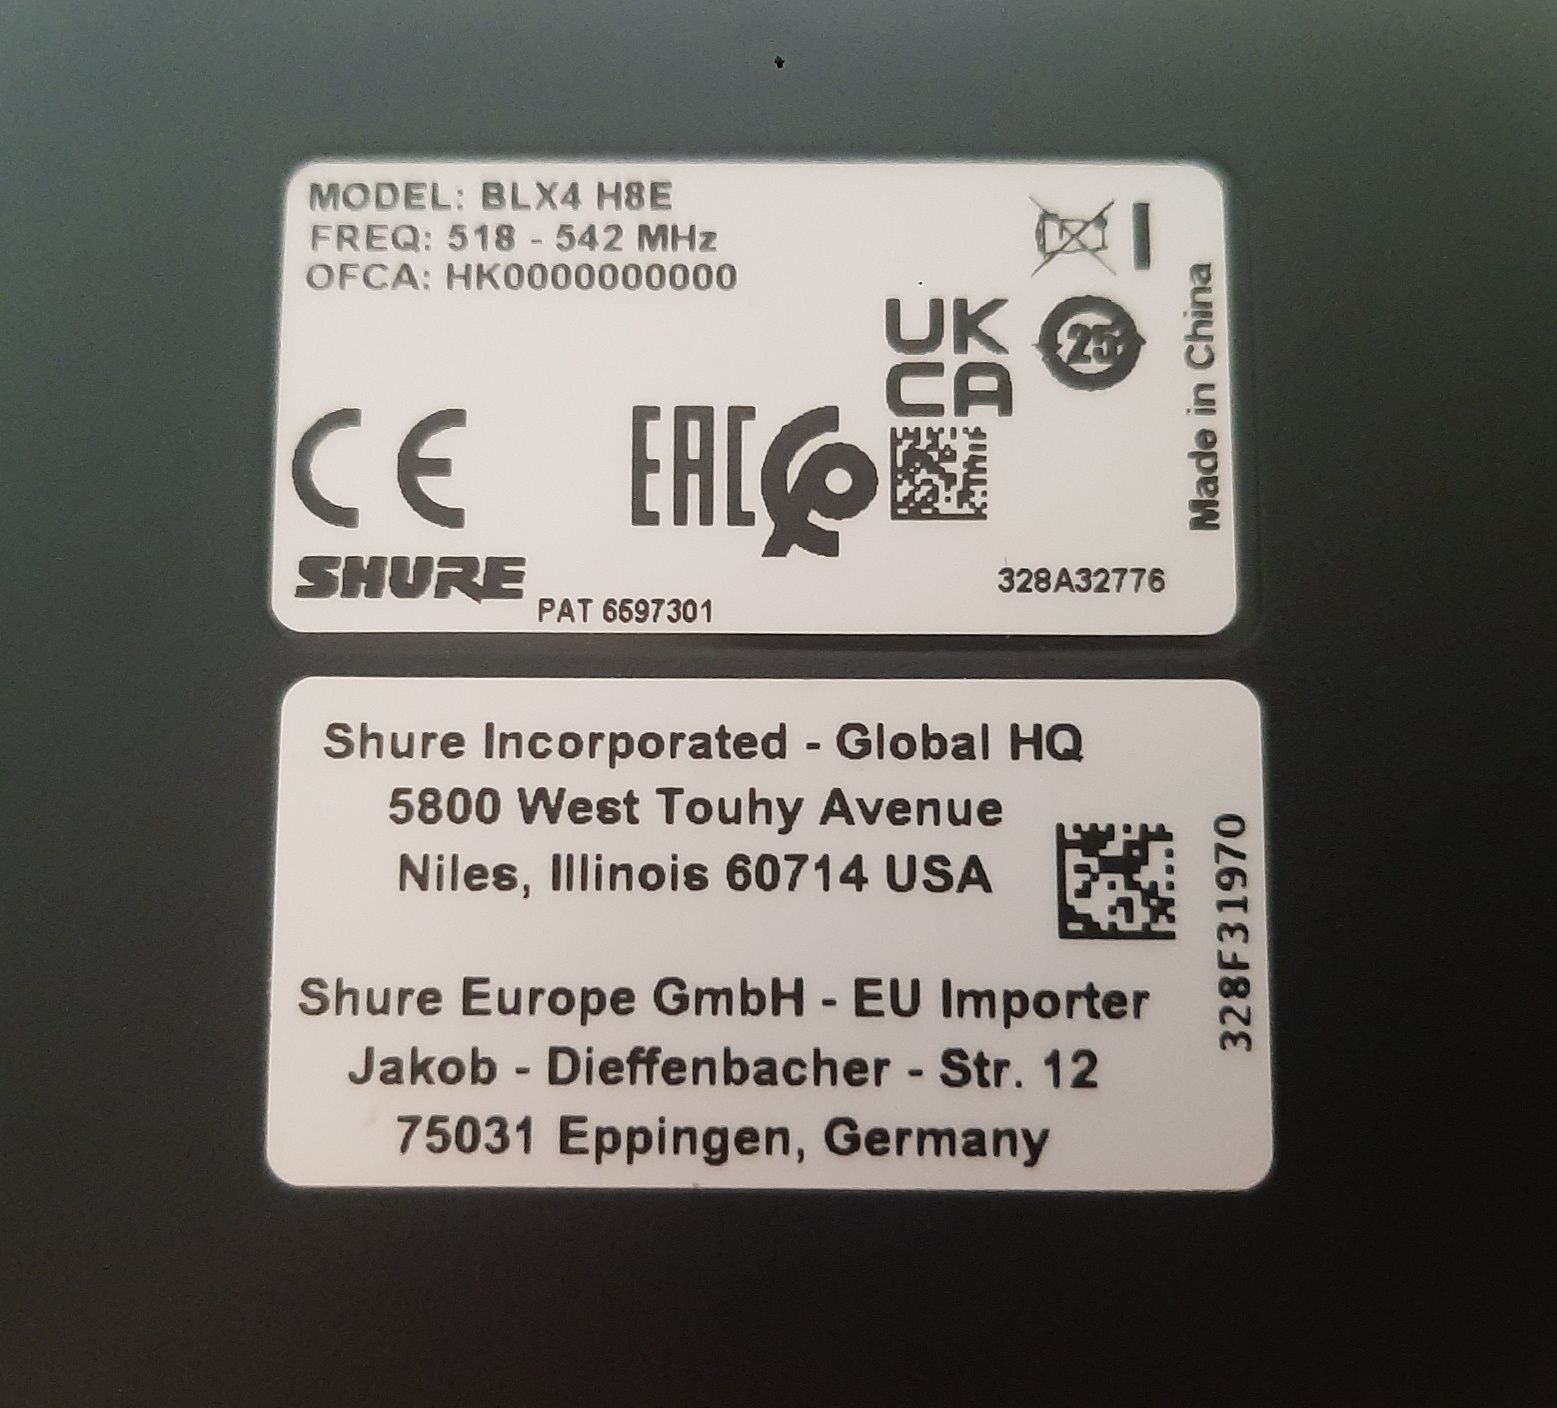 MODEL: BLX4 H8E
FREQ: 518 - 542 MHz
OFCA: HK0000000000
UK
CA
25
Made in China
CE
EAC
SHURE
PAT 6597301
328A32776
Shure Incorporated - Global HQ
5800 West Touhy Avenue
Niles, Illinois 60714 USA
328F31970
Shure Europe GmbH - EU Importer
Jakob - Dieffenbacher - Str. 12
75031 Eppingen, Germany